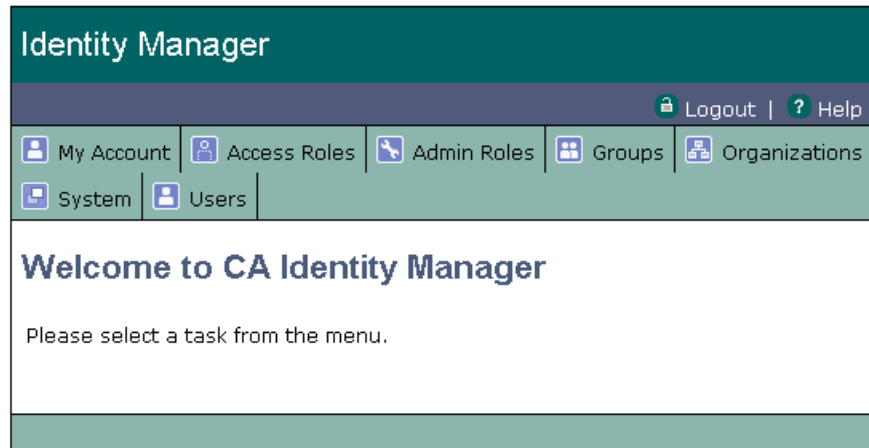 Identity Manager
Logout | ? Help
My Account Access Roles Admin Roles Groups Organizations
System Users
Welcome to CA Identity Manager
Please select a task from the menu.